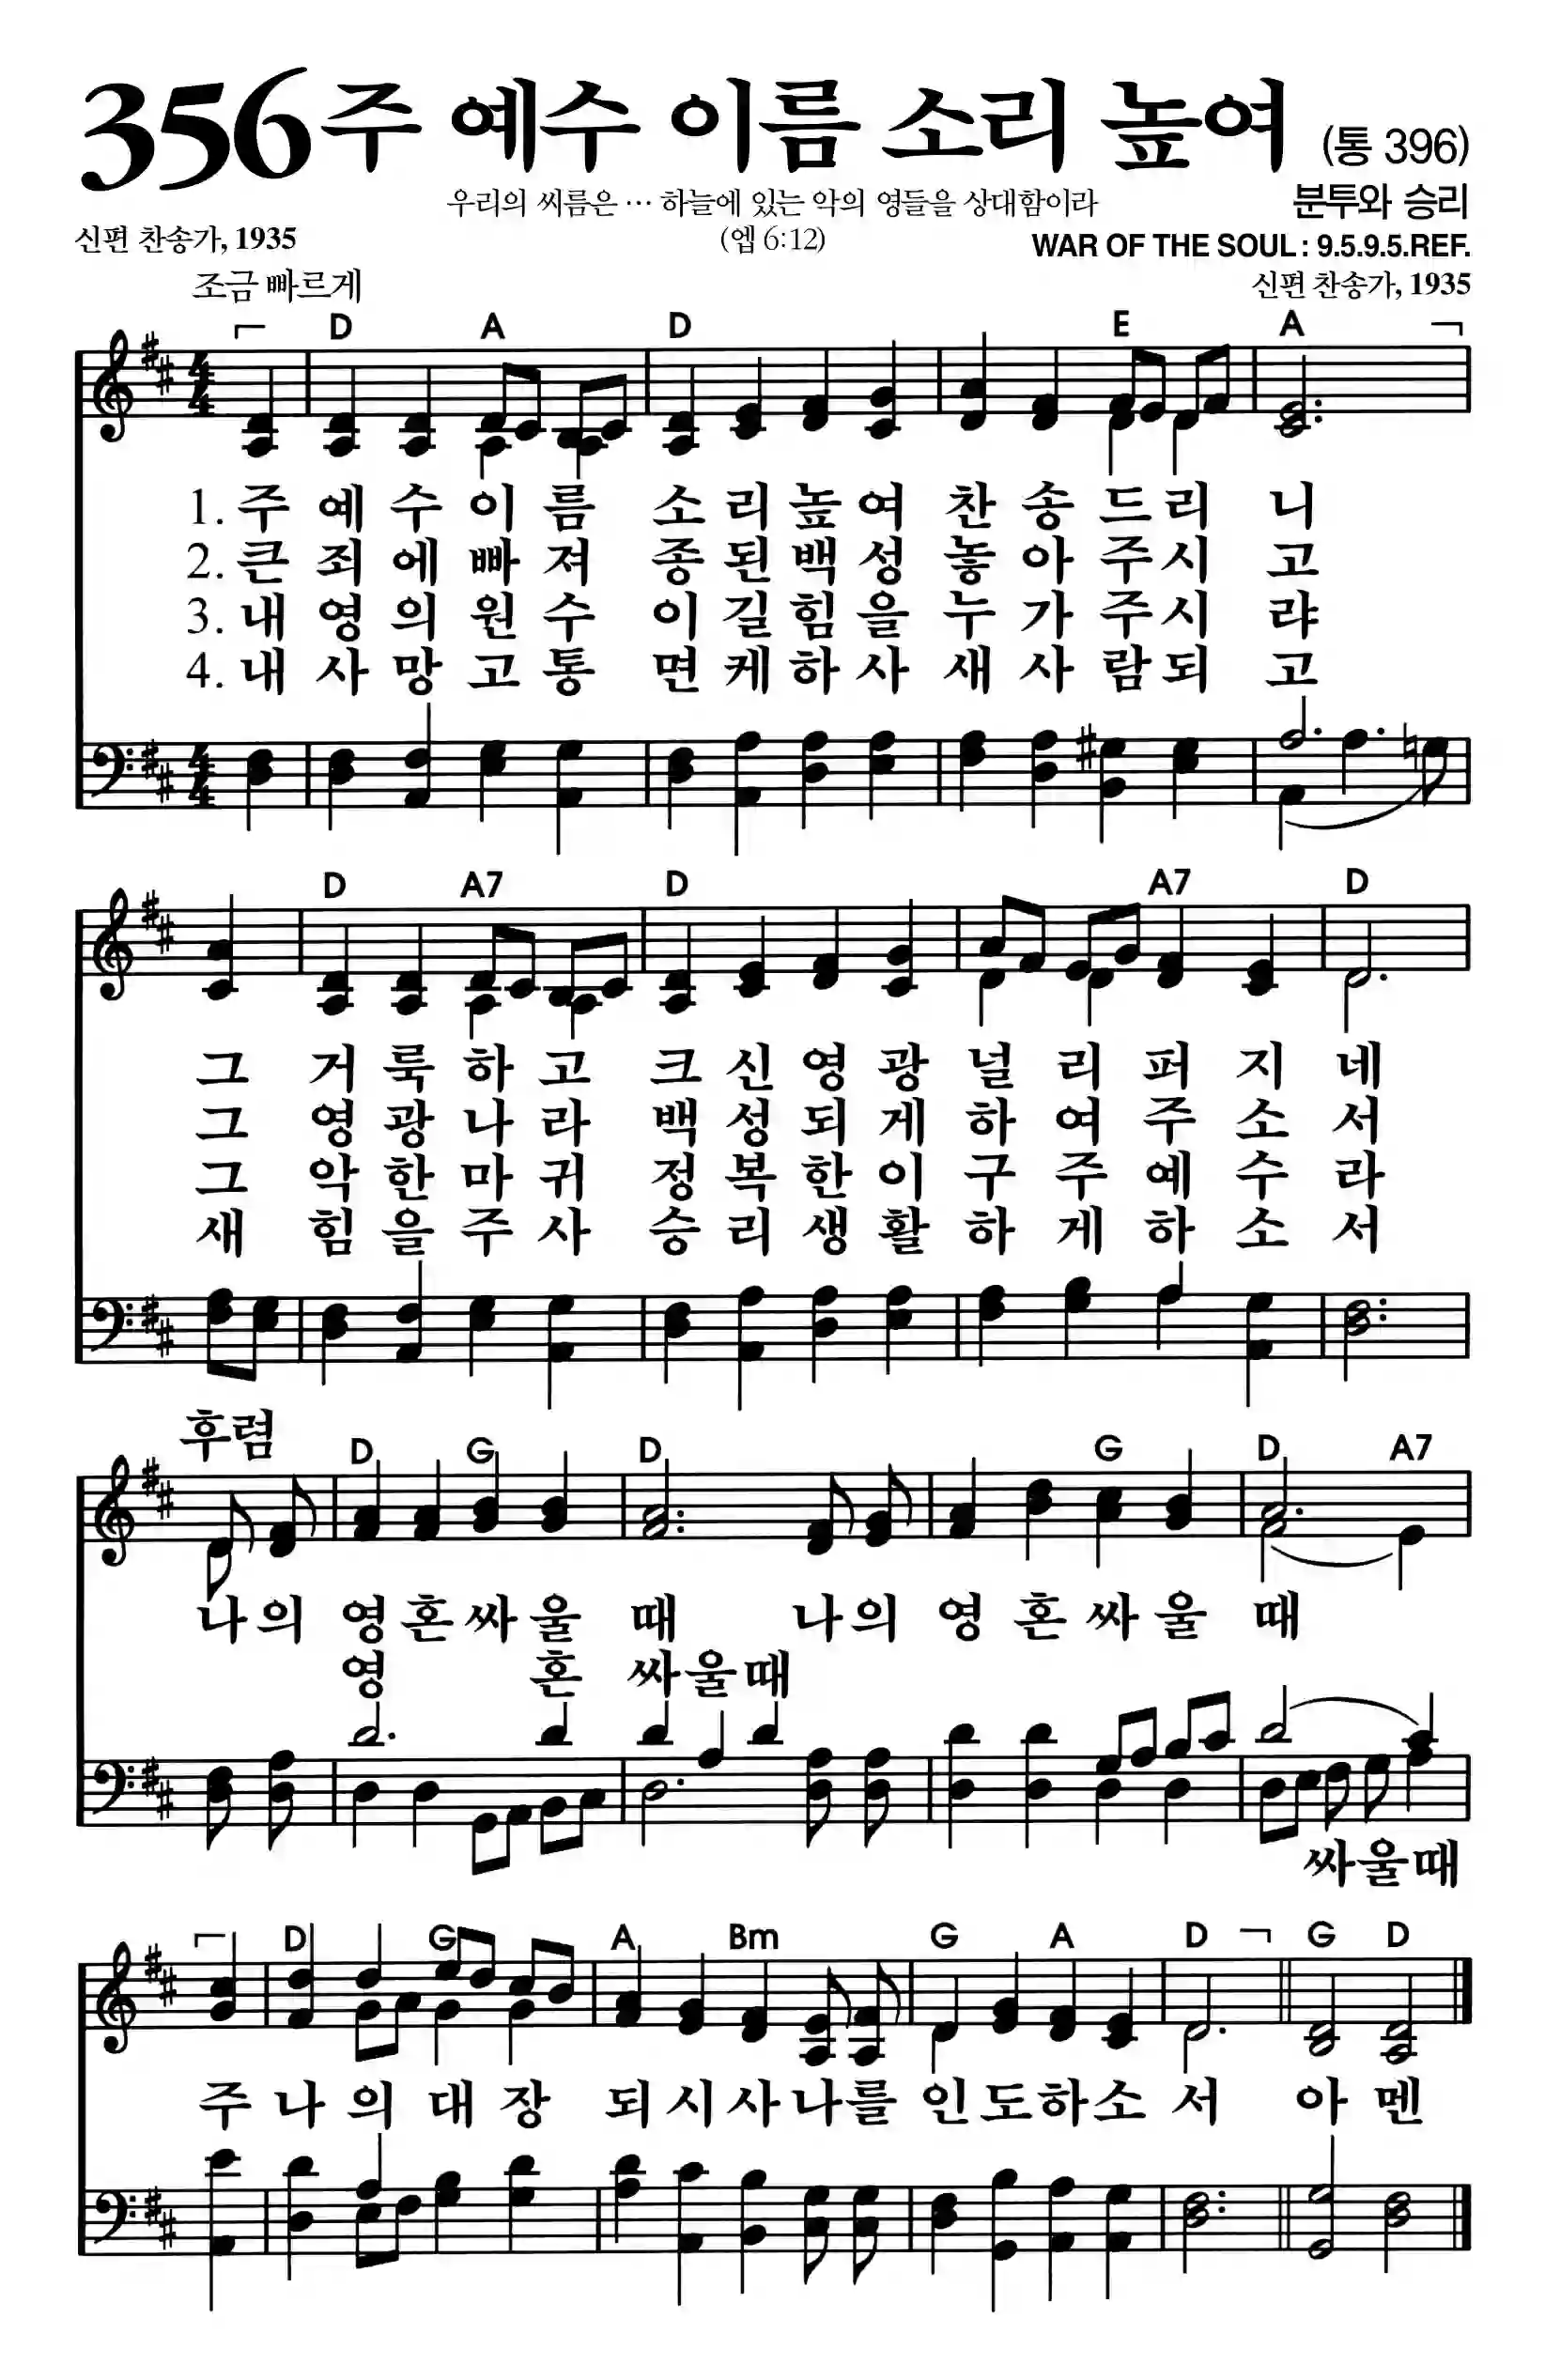 356 주 예수 이름 소리 높여 (통 396)
우리의 씨름은 … 하늘에 있는 악의 영들을 상대함이라
분투와 승리
신편 찬송가, 1935
(엡 6:12)
WAR OF THE SOUL : 9.5.9.5.REF.
조금 빠르게
신편 찬송가, 1935
D A D E A
1. 주 예 수 이 름 소 리 높 여 찬 송 드 리 니
2. 큰 죄 에 빠 져 종 된 백 성 놓 아 주 시 고
3. 내 영 의 원 수 이 길 힘 을 누 가 주 시 랴
4. 내 사 망 고 통 면 케 하 사 새 사 람 되 고
D A7 D A7 D
그 거 룩 하 고 크 신 영 광 널 리 퍼 지 네
그 영 광 나 라 백 성 되 게 하 여 주 소 서
그 악 한 마 귀 정 복 한 이 구 주 예 수 라
새 힘 을 주 사 승 리 생 활 하 게 하 소 서
후렴
D G D G D A7
나 의 영 혼 싸 울 때 나 의 영 혼 싸 울 때
영 혼 싸 울 때
싸 울 때
D G A Bm G A D G D
주 나 의 대 장 되 시 사 나 를 인 도 하 소 서 아 멘